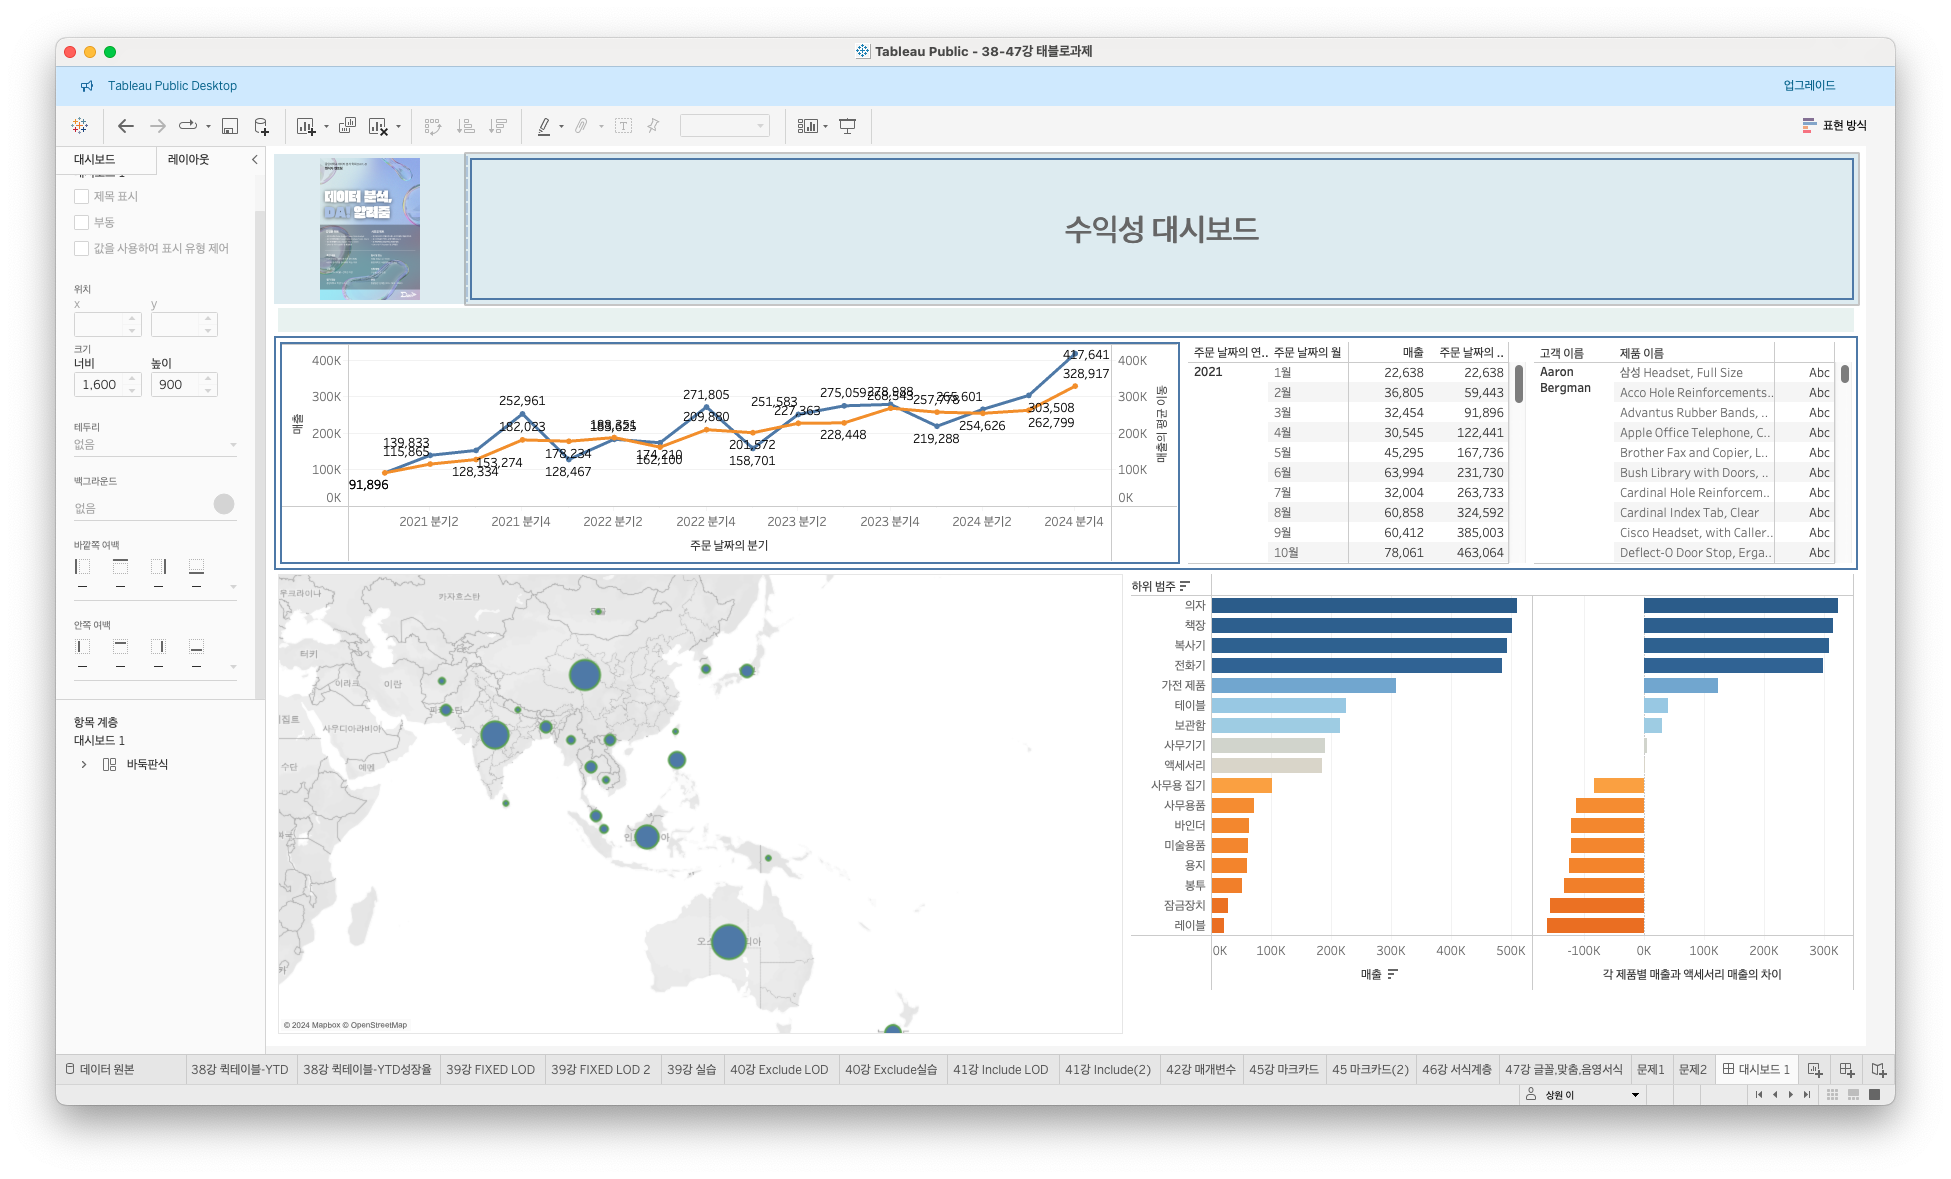 Tableau Public - 38-47강 태블로과제
Tableau Public Desktop
업그레이드
표현 방식
대시보드
레이아웃
제목 표시
부동
값을 사용하여 표시 유형 제어
위치
x
y
크기
너비
높이
1,600
900
테두리
없음
백그라운드
없음
바깥쪽 여백
안쪽 여백
항목 계층
대시보드 1
바둑판식
데이터 분석,
DA! 알려줌
수익성 대시보드
400K
300K
200K
100K
0K
매출
139,833
115,865
91,896
128,334
153,274
252,961
182,023
178,234
128,467
174,210
162,100
271,805
209,880
201,572
158,701
251,583
227,363
275,059
228,448
278,988
268,343
257,778
219,288
265,601
254,626
303,508
262,799
417,641
328,917
400K
300K
200K
100K
0K
매출의 평균 이동
2021 분기2
2021 분기4
2022 분기2
2022 분기4
2023 분기2
2023 분기4
2024 분기2
2024 분기4
주문 날짜의 분기
주문 날짜의 연.. 주문 날짜의 월 매출 주문 날짜의 ..
2021 1월 22,638 22,638
2월 36,805 59,443
3월 32,454 91,896
4월 30,545 122,441
5월 45,295 167,736
6월 63,994 231,730
7월 32,004 263,733
8월 60,858 324,592
9월 60,412 385,003
10월 78,061 463,064
고객 이름 제품 이름
Aaron Bergman 삼성 Headset, Full Size Abc
Acco Hole Reinforcements.. Abc
Advantus Rubber Bands, .. Abc
Apple Office Telephone, C.. Abc
Brother Fax and Copier, L.. Abc
Bush Library with Doors, .. Abc
Cardinal Hole Reinforcem.. Abc
Cardinal Index Tab, Clear Abc
Cisco Headset, with Caller.. Abc
Deflect-O Door Stop, Erga.. Abc
우크라이나
카자흐스탄
터키
이라크
이란
사우디아라비아
예멘
수단
© 2024 Mapbox © OpenStreetMap
하위 범주
의자
책장
복사기
전화기
가전 제품
테이블
보관함
사무기기
액세서리
사무용 집기
사무용품
바인더
미술용품
용지
봉투
잠금장치
레이블
0K 100K 200K 300K 400K 500K
매출
-100K 0K 100K 200K 300K
각 제품별 매출과 액세서리 매출의 차이
데이터 원본
38강 퀵테이블-YTD
38강 퀵테이블-YTD성장율
39강 FIXED LOD
39강 FIXED LOD 2
39강 실습
40강 Exclude LOD
40강 Exclude실습
41강 Include LOD
41강 Include(2)
42강 매개변수
45강 마크카드
45 마크카드(2)
46강 서식계층
47강 글꼴,맞춤,음영서식
문제1
문제2
대시보드 1
상원 이